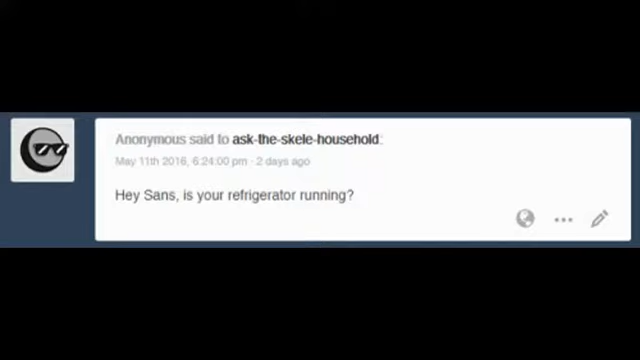 Anonymous said to ask-the-skele-household:
May 11th 2016, 6:24:00 pm · 2 days ago
Hey Sans, is your refrigerator running?